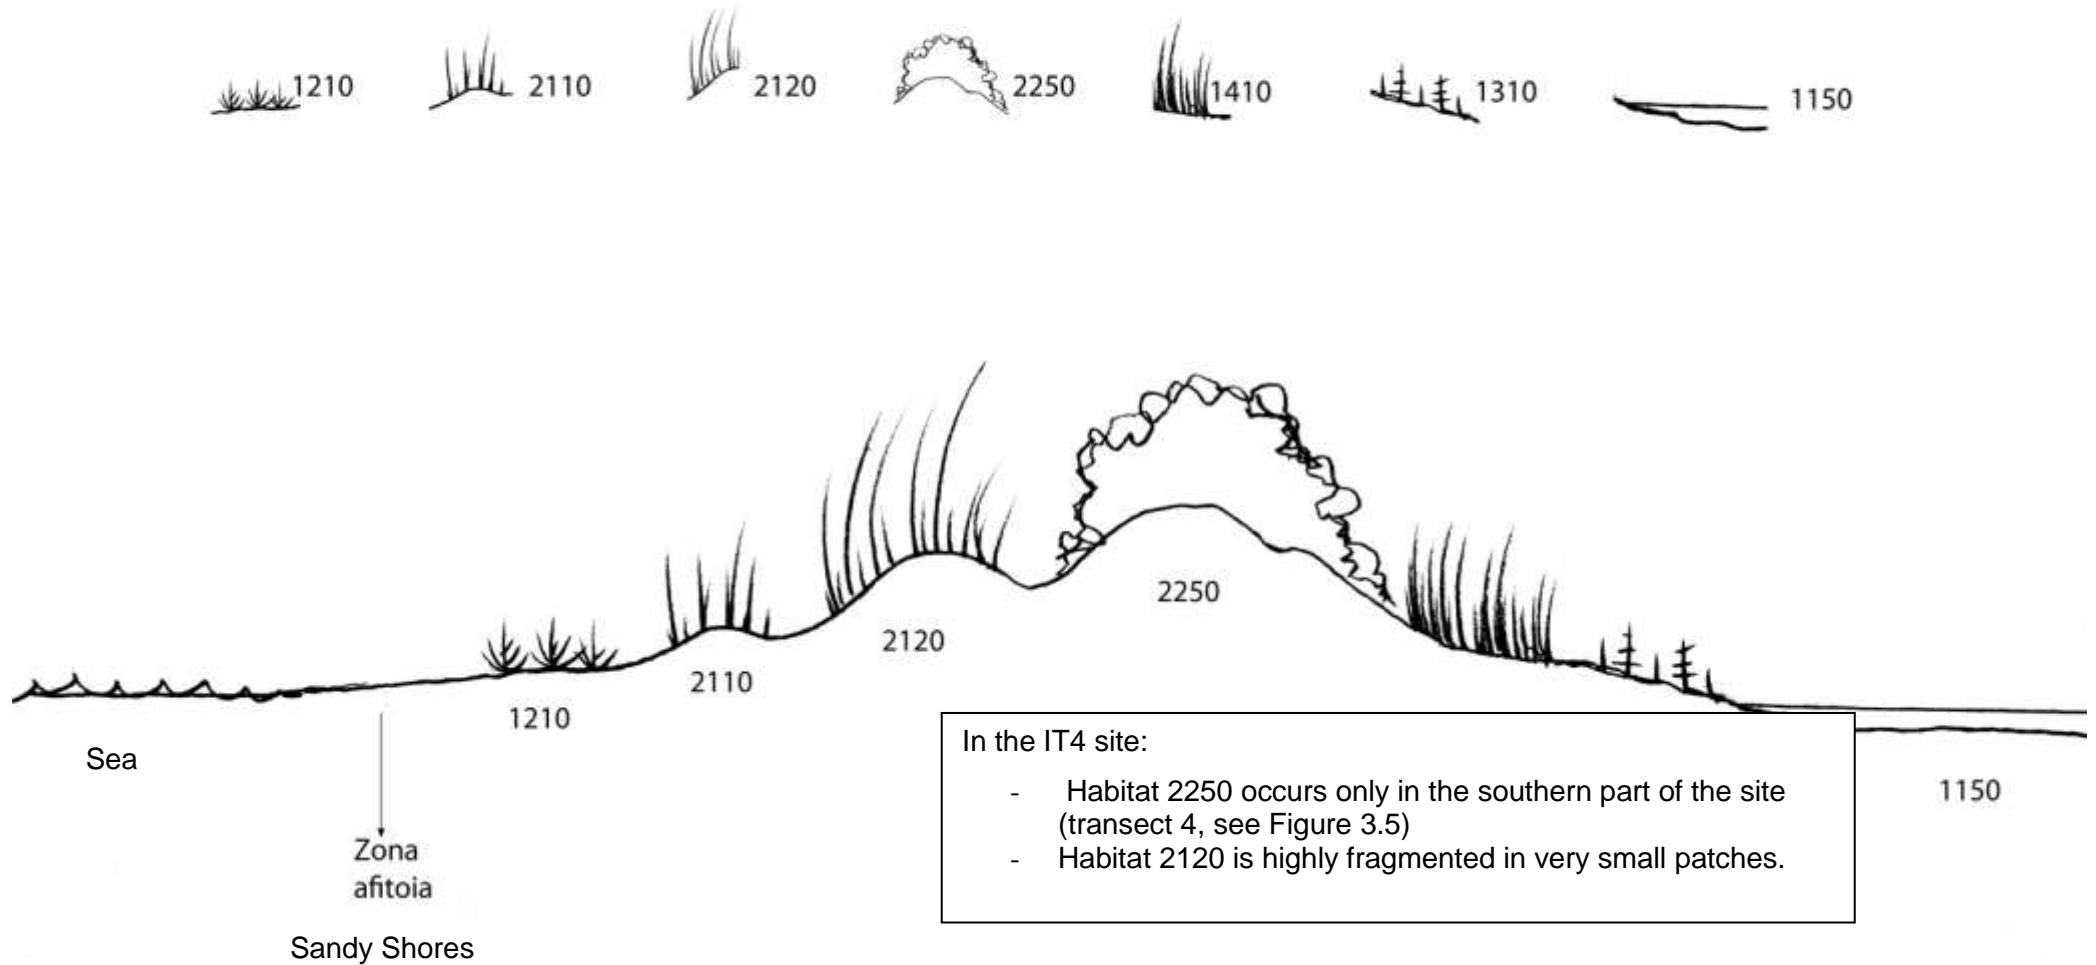 1210
2110
2120
2250
1410
1310
1150
2250
2120
2110
1210
Sea
In the IT4 site:
- Habitat 2250 occurs only in the southern part of the site
(transect 4, see Figure 3.5)
- Habitat 2120 is highly fragmented in very small patches.
1150
Zona
afitoia
Sandy Shores